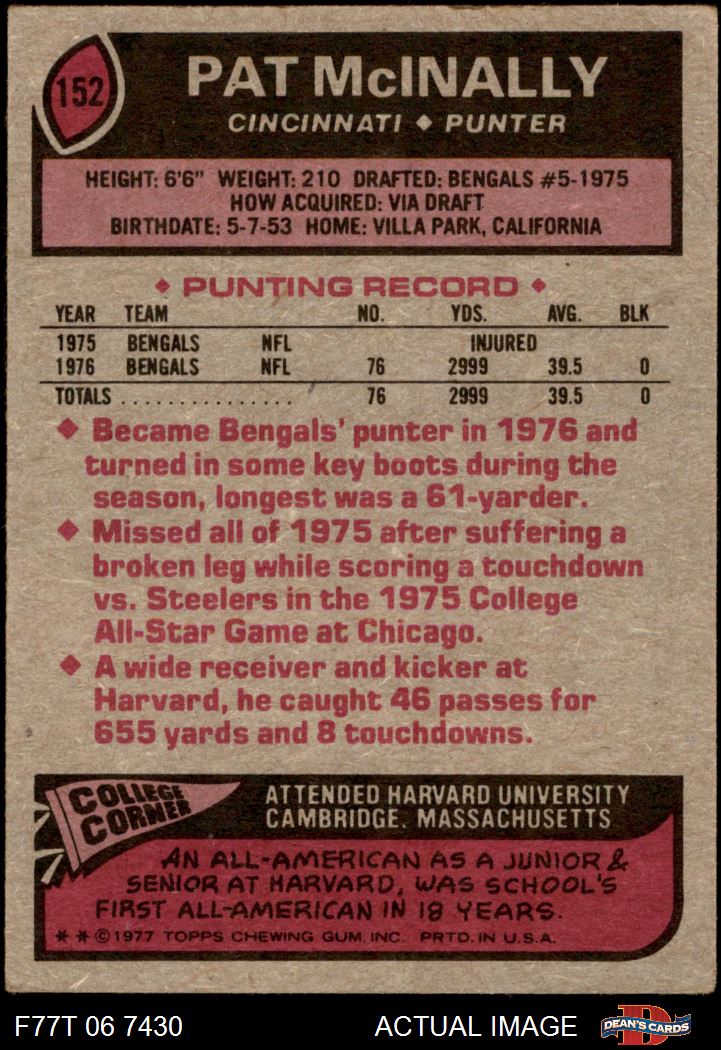 152
PAT McINALLY
CINCINNATI ◆ PUNTER
HEIGHT: 6'6" WEIGHT: 210 DRAFTED: BENGALS #5-1975
HOW ACQUIRED: VIA DRAFT
BIRTHDATE: 5-7-53 HOME: VILLA PARK, CALIFORNIA
◆ PUNTING RECORD ◆
YEAR TEAM NO. YDS. AVG. BLK
1975 BENGALS NFL INJURED
1976 BENGALS NFL 76 2999 39.5 0
TOTALS . . . . . . . . . . . . . . . 76 2999 39.5 0
◆ Became Bengals' punter in 1976 and
turned in some key boots during the
season, longest was a 61-yarder.
◆ Missed all of 1975 after suffering a
broken leg while scoring a touchdown
vs. Steelers in the 1975 College
All-Star Game at Chicago.
◆ A wide receiver and kicker at
Harvard, he caught 46 passes for
655 yards and 8 touchdowns.
COLLEGE
CORNER
ATTENDED HARVARD UNIVERSITY
CAMBRIDGE, MASSACHUSETTS
AN ALL-AMERICAN AS A JUNIOR &
SENIOR AT HARVARD, WAS SCHOOL'S
FIRST ALL-AMERICAN IN 18 YEARS.
** © 1977 TOPPS CHEWING GUM, INC. PRTD. IN U.S.A.
F77T 06 7430 ACTUAL IMAGE
D
DEAN'S CARDS